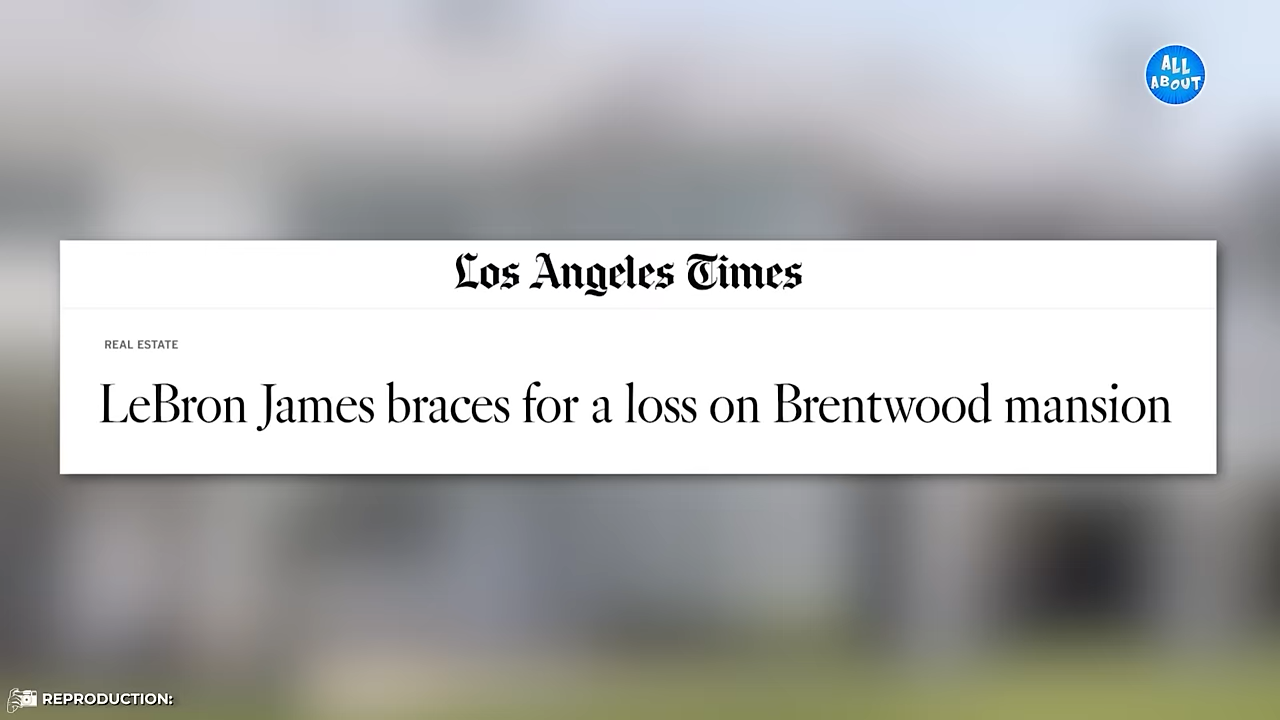 ALL
ABOUT
Los Angeles Times
REAL ESTATE
LeBron James braces for a loss on Brentwood mansion
REPRODUCTION: